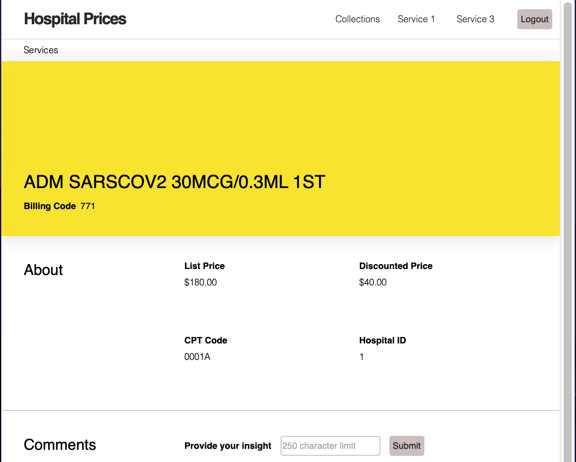 Hospital Prices
Collections Service 1 Service 3 Logout
Services
ADM SARSCOV2 30MCG/0.3ML 1ST
Billing Code 771
About
List Price Discounted Price
$180.00 $40.00
CPT Code Hospital ID
0001A 1
Comments Provide your insight 250 character limit Submit